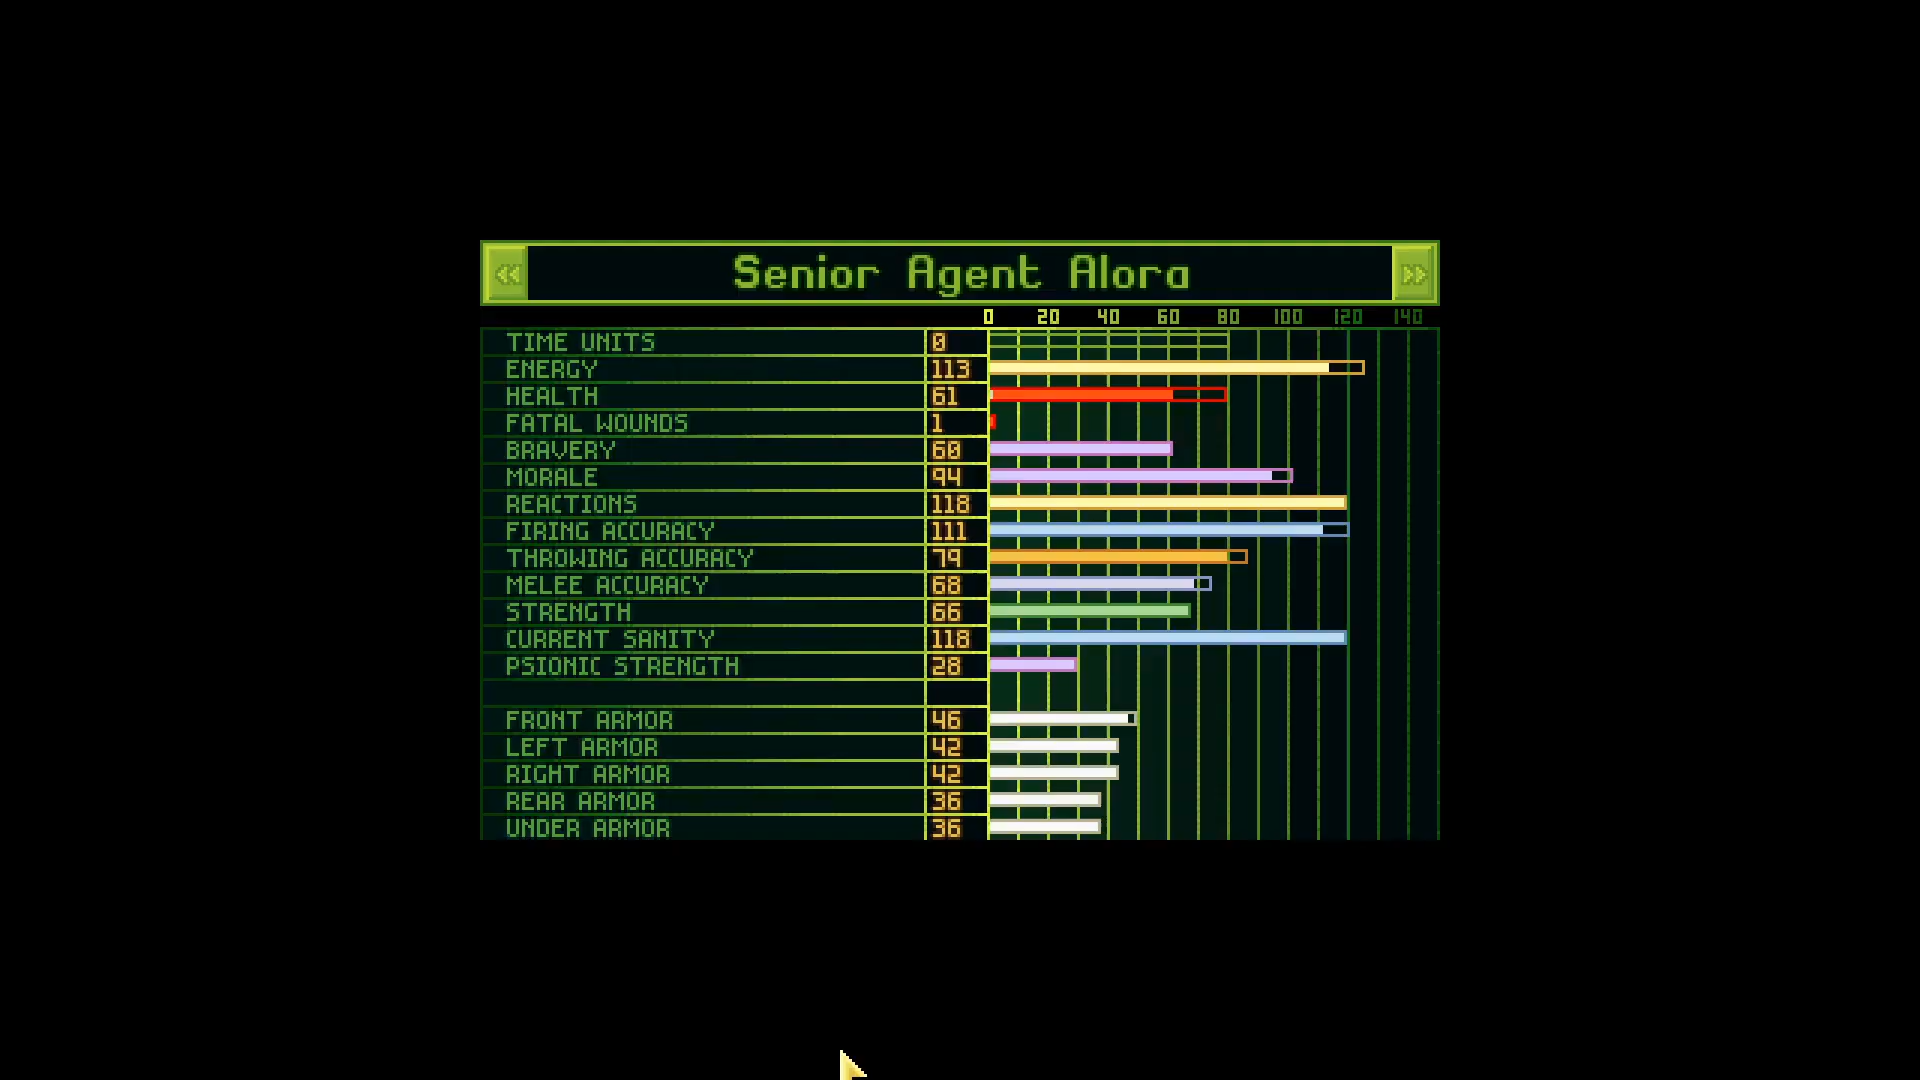 Senior Agent Alora
0 20 40 60 80 100 120 140
TIME UNITS 0
ENERGY 113
HEALTH 61
FATAL WOUNDS 1
BRAVERY 60
MORALE 94
REACTIONS 118
FIRING ACCURACY 111
THROWING ACCURACY 79
MELEE ACCURACY 68
STRENGTH 66
CURRENT SANITY 118
PSIONIC STRENGTH 28
FRONT ARMOR 46
LEFT ARMOR 42
RIGHT ARMOR 42
REAR ARMOR 36
UNDER ARMOR 36